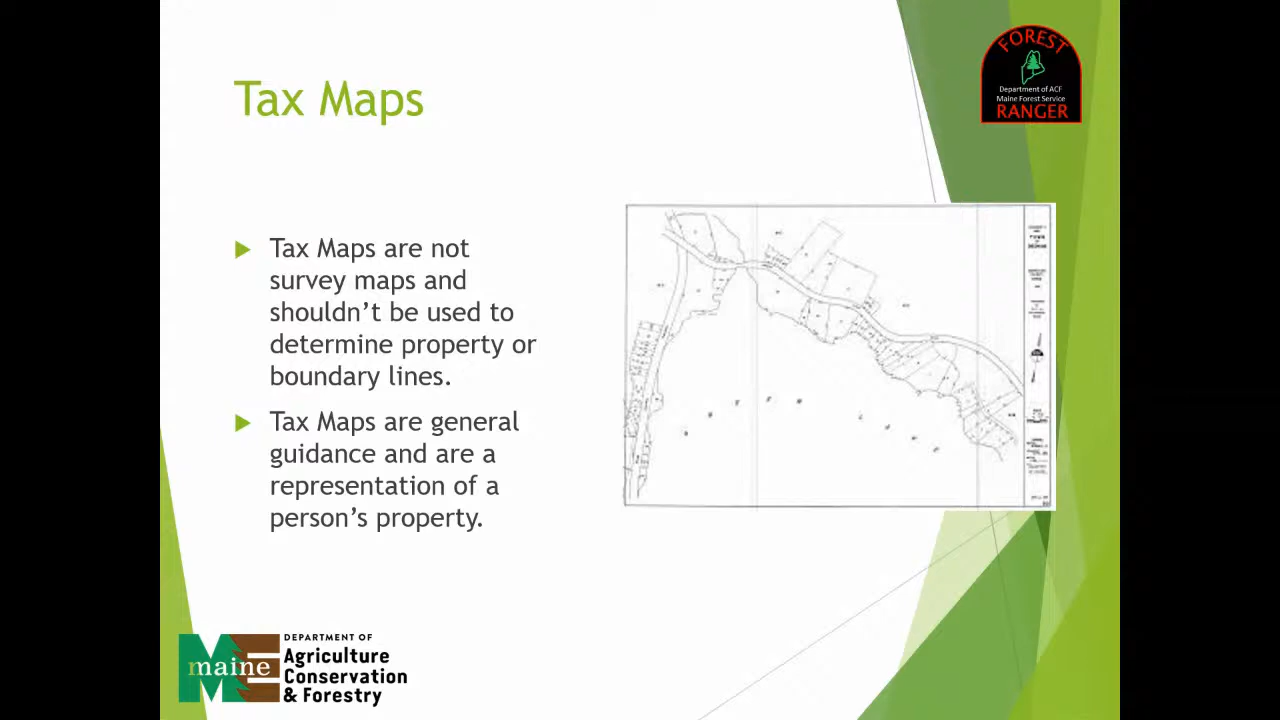 Tax Maps
FOREST
Department of ACF
Maine Forest Service
RANGER
Tax Maps are not
survey maps and
shouldn't be used to
determine property or
boundary lines.
Tax Maps are general
guidance and are a
representation of a
person's property.
maine
DEPARTMENT OF
Agriculture
Conservation
& Forestry